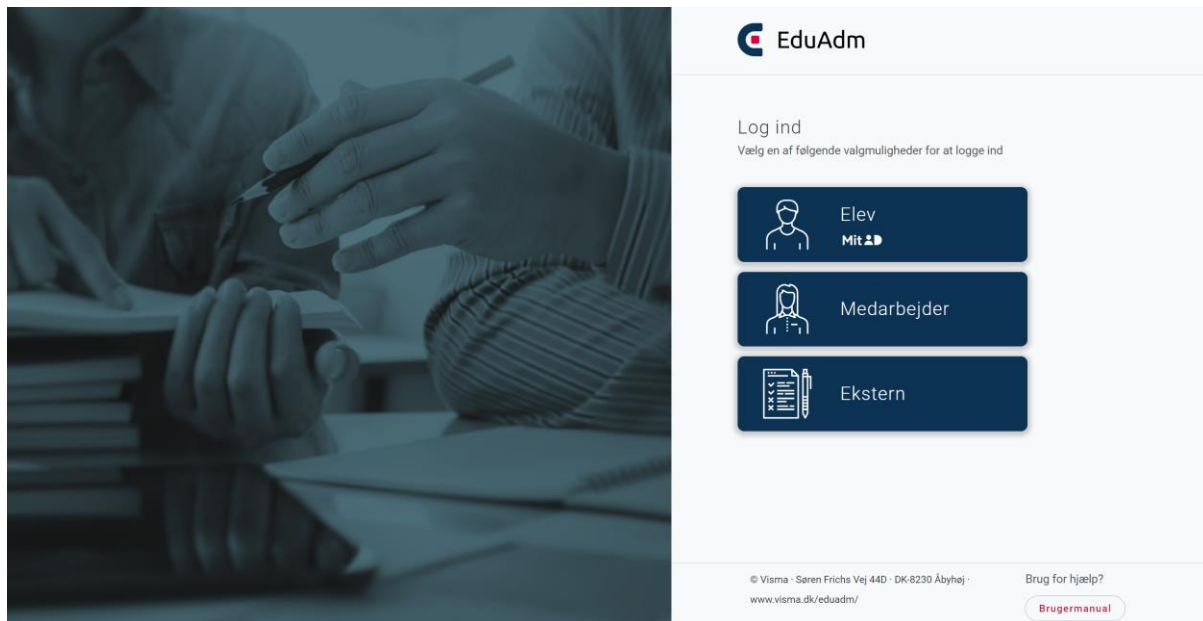 EduAdm
Log ind
Vælg en af følgende valgmuligheder for at logge ind
Elev
Mit
Medarbejder
Ekstern
© Visma · Søren Frichs Vej 44D · DK-8230 Åbyhøj ·
www.visma.dk/eduadm/
Brug for hjælp?
Brugermanual